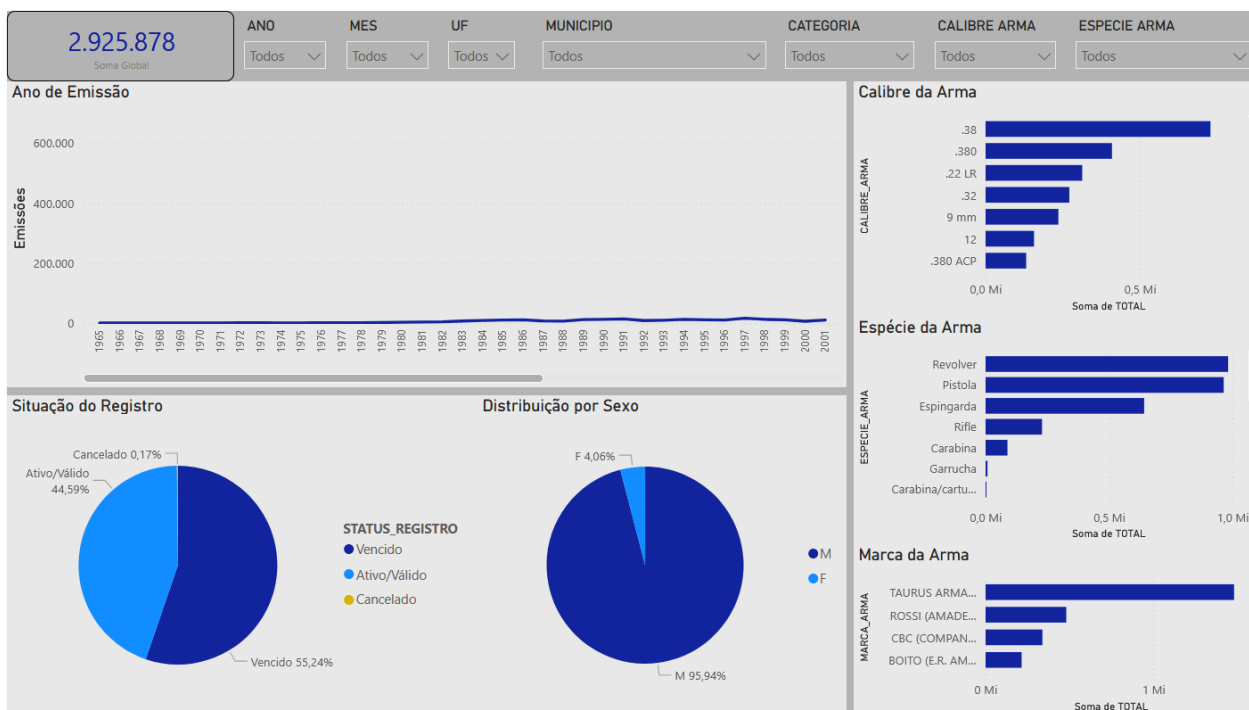 2.925.878
Soma Global
ANO
Todos
MES
Todos
UF
Todos
MUNICIPIO
Todos
CATEGORIA
Todos
CALIBRE ARMA
Todos
ESPECIE ARMA
Todos
Ano de Emissão
Emissões
600.000
400.000
200.000
0
1965
1966
1967
1968
1969
1970
1971
1972
1973
1974
1975
1976
1977
1978
1979
1980
1981
1982
1983
1984
1985
1986
1987
1988
1989
1990
1991
1992
1993
1994
1995
1996
1997
1998
1999
2000
2001
Situação do Registro
Cancelado 0,17%
Ativo/Válido
44,59%
Vencido 55,24%
STATUS_REGISTRO
Vencido
Ativo/Válido
Cancelado
Distribuição por Sexo
F 4,06%
M 95,94%
M
F
Calibre da Arma
CALIBRE_ARMA
.38
.380
.22 LR
.32
9 mm
12
.380 ACP
0,0 Mi
0,5 Mi
Soma de TOTAL
Espécie da Arma
ESPECIE_ARMA
Revolver
Pistola
Espingarda
Rifle
Carabina
Garrucha
Carabina/cartu...
0,0 Mi
0,5 Mi
1,0 Mi
Soma de TOTAL
Marca da Arma
MARCA_ARMA
TAURUS ARMA...
ROSSI (AMADE...
CBC (COMPAN...
BOITO (E.R. AM...
0 Mi
1 Mi
Soma de TOTAL